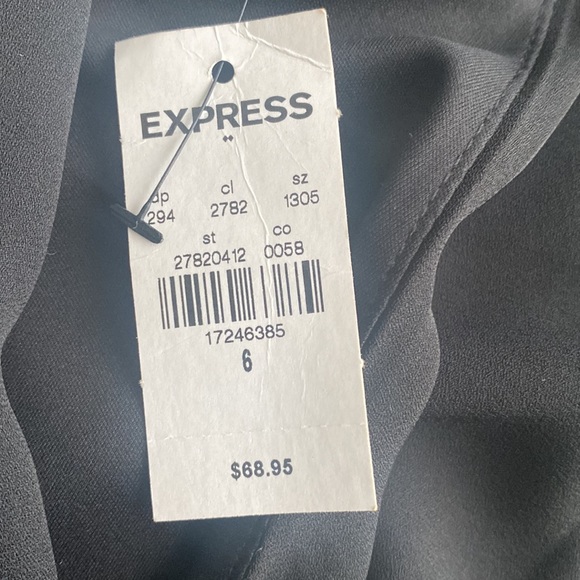 EXPRESS
dp cl sz
294 2782 1305
st co
27820412 0058
17246385
6
$68.95